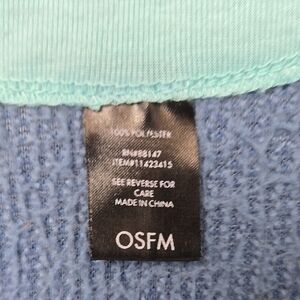 100% POLYESTER
RN#88147
ITEM#11423415
SEE REVERSE FOR
CARE
MADE IN CHINA
OSFM